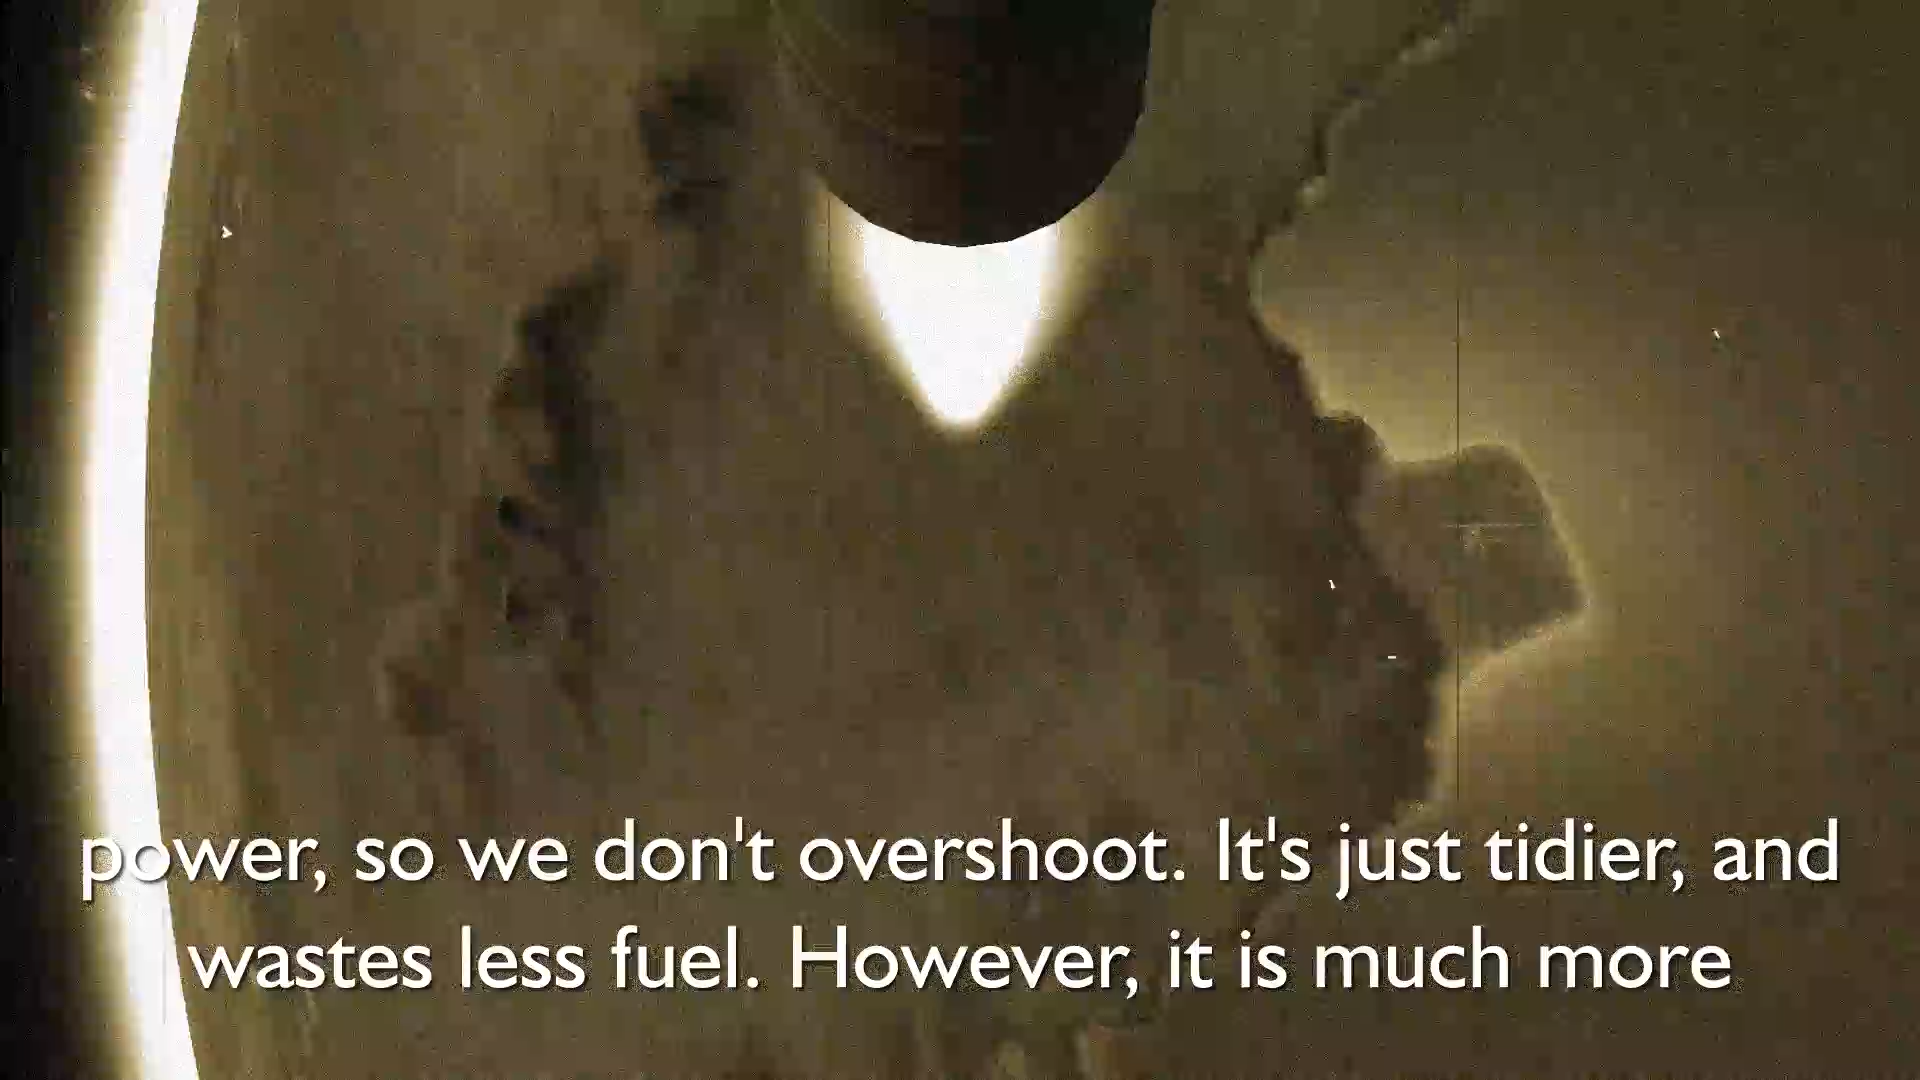 power, so we don't overshoot. It's just tidier, and
wastes less fuel. However, it is much more